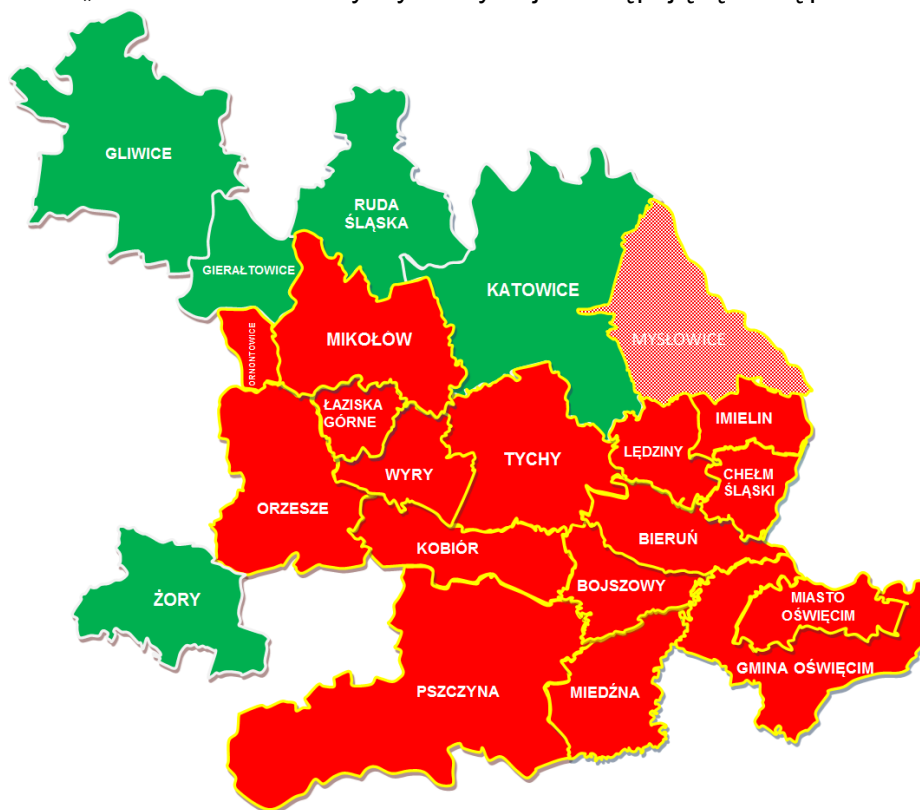 GLIWICE
RUDA
ŚLĄSKA
GIERAŁTOWICE
KATOWICE
ORNONTOWICE
MIKOŁÓW
MYSŁOWICE
ŁAZISKA
GÓRNE
IMIELIN
LĘDZINY
TYCHY
WYRY
CHEŁM
ŚLĄSKI
ORZESZE
KOBIÓR
BIERUŃ
BOJSZOWY
ŻORY
MIASTO
OŚWIĘCIM
GMINA OŚWIĘCIM
PSZCZYNA
MIEDŹNA